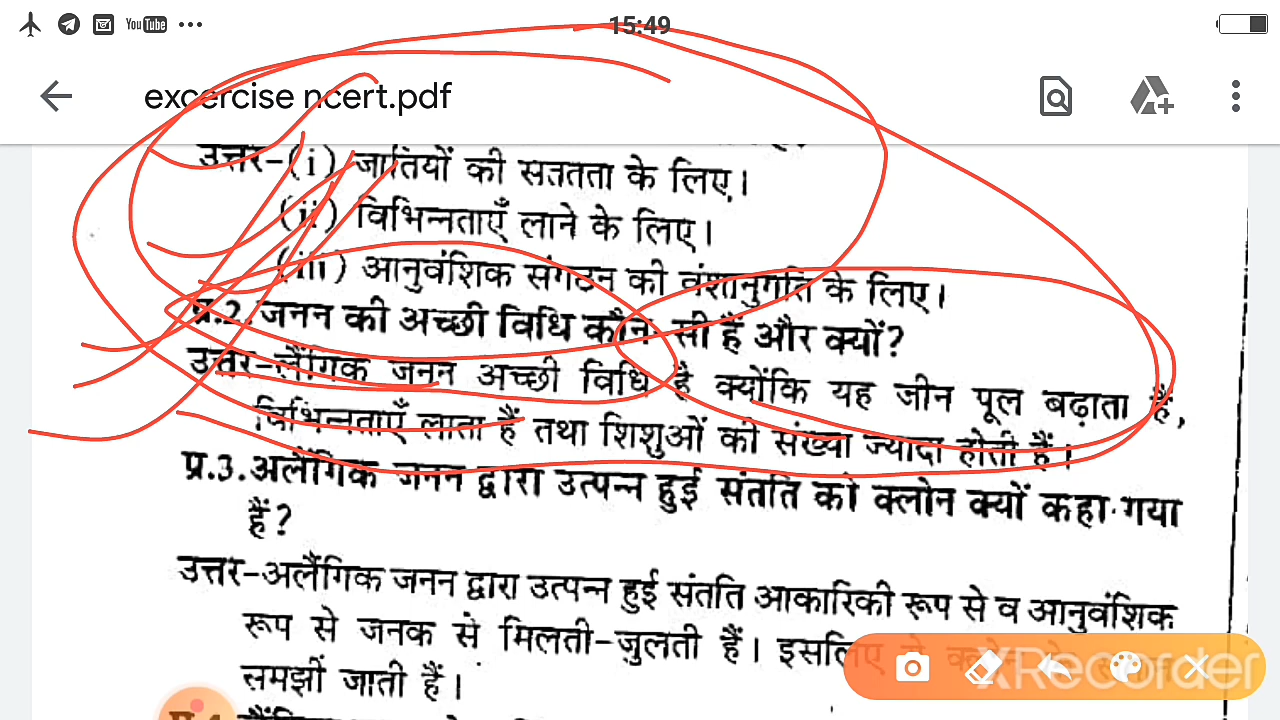 YouTube
15:49
excercise ncert.pdf
उत्तर-(i) जातियों की सततता के लिए।
(ii) विभिन्नताएँ लाने के लिए।
(iii) आनुवंशिक संगठन की वंशानुगति के लिए।
प्र.2. जनन की अच्छी विधि कौन सी हैं और क्यों?
उत्तर-लैंगिक जनन अच्छी विधि है क्योंकि यह जीन पूल बढ़ाता है,
विभिन्नताएँ लाता हैं तथा शिशुओं की संख्या ज्यादा होती हैं।
प्र.3. अलैंगिक जनन द्वारा उत्पन्न हुई संतति को क्लोन क्यों कहा गया
हैं?
उत्तर-अलैंगिक जनन द्वारा उत्पन्न हुई संतति आकारिकी रूप से व आनुवंशिक
रूप से जनक से मिलती-जुलती हैं। इसलिए
समझी जाती हैं।
XRecorder